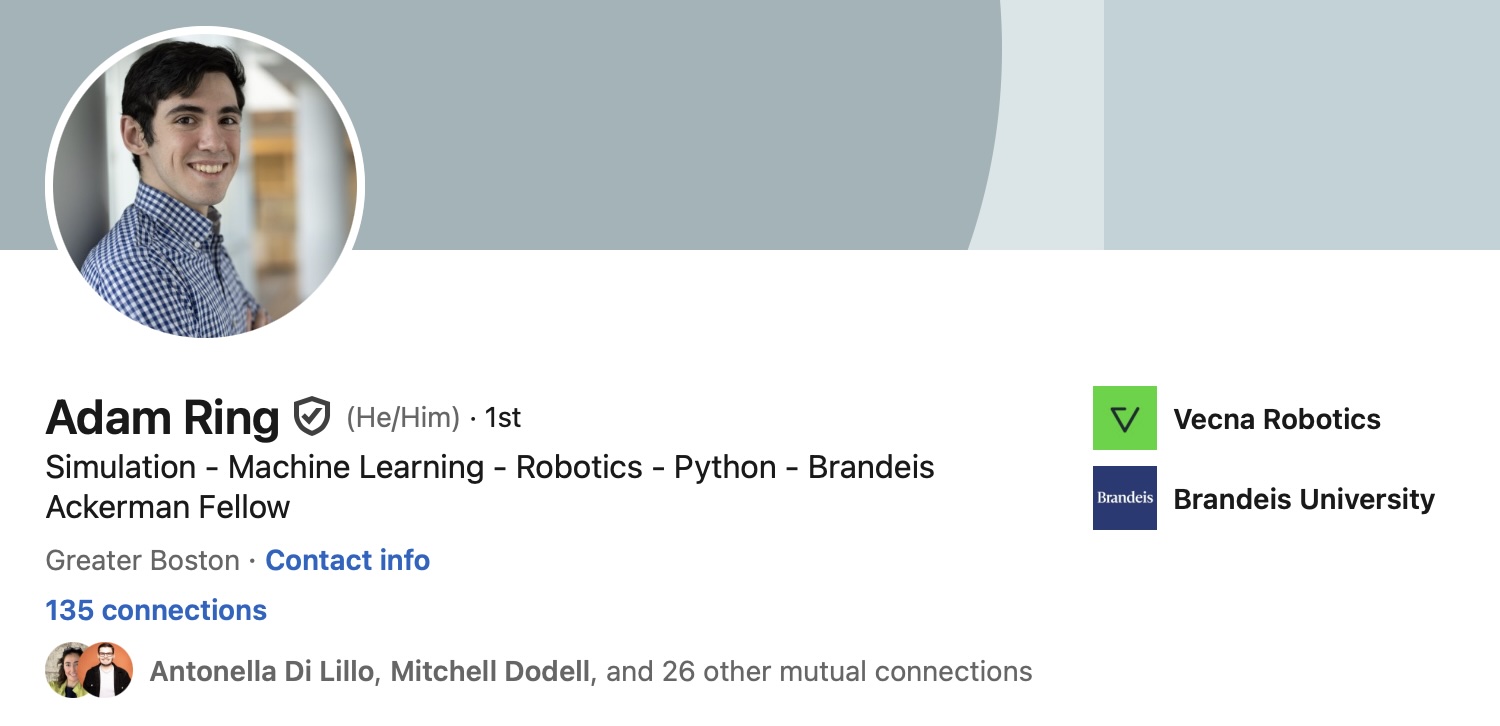 Adam Ring (He/Him) · 1st
Simulation - Machine Learning - Robotics - Python - Brandeis
Ackerman Fellow
Greater Boston · Contact info
135 connections
Antonella Di Lillo, Mitchell Dodell, and 26 other mutual connections
Vecna Robotics
Brandeis
Brandeis University